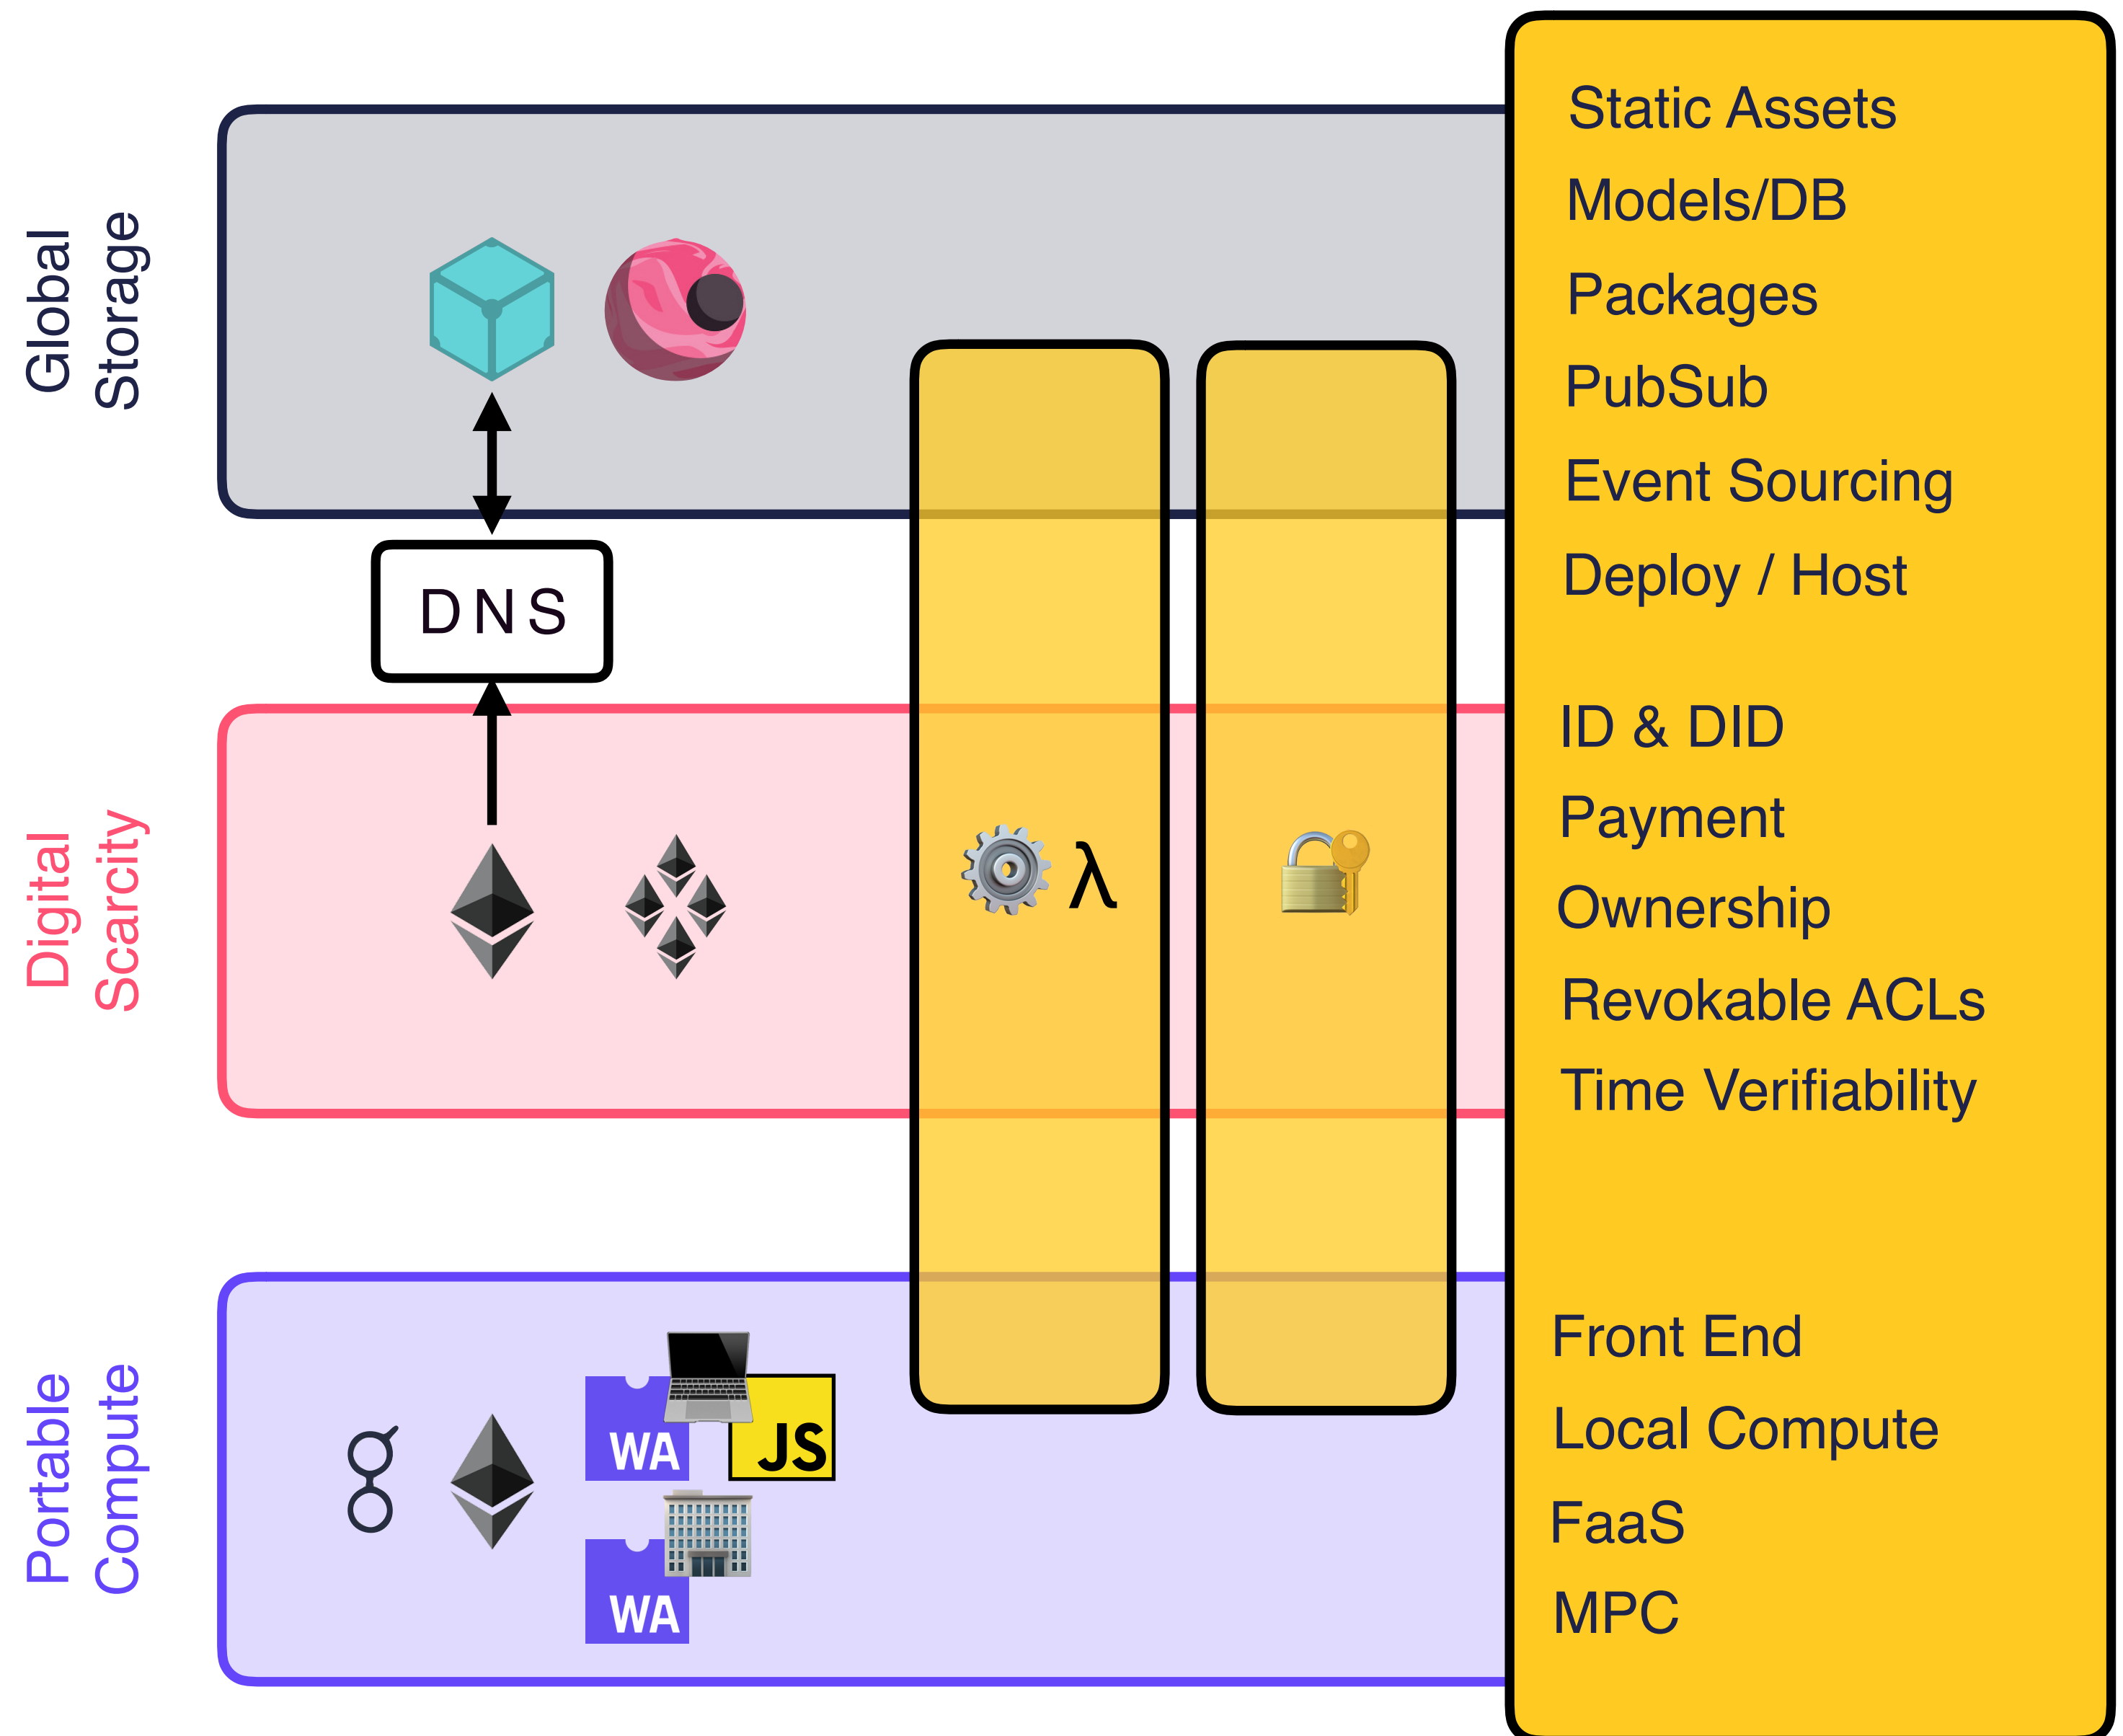 Global
Storage
DNS
Digital
Scarcity
λ
Portable
Compute
WA
JS
WA
Static Assets
Models/DB
Packages
PubSub
Event Sourcing
Deploy / Host
ID & DID
Payment
Ownership
Revokable ACLs
Time Verifiability
Front End
Local Compute
FaaS
MPC